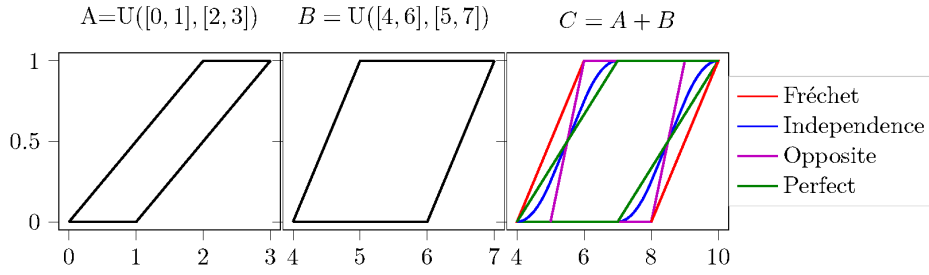 A=U([0, 1], [2, 3])
B = U([4, 6], [5, 7])
C = A + B
1
0.5
0
0 1 2 3
4 5 6 7
4 6 8 10
Fréchet
Independence
Opposite
Perfect